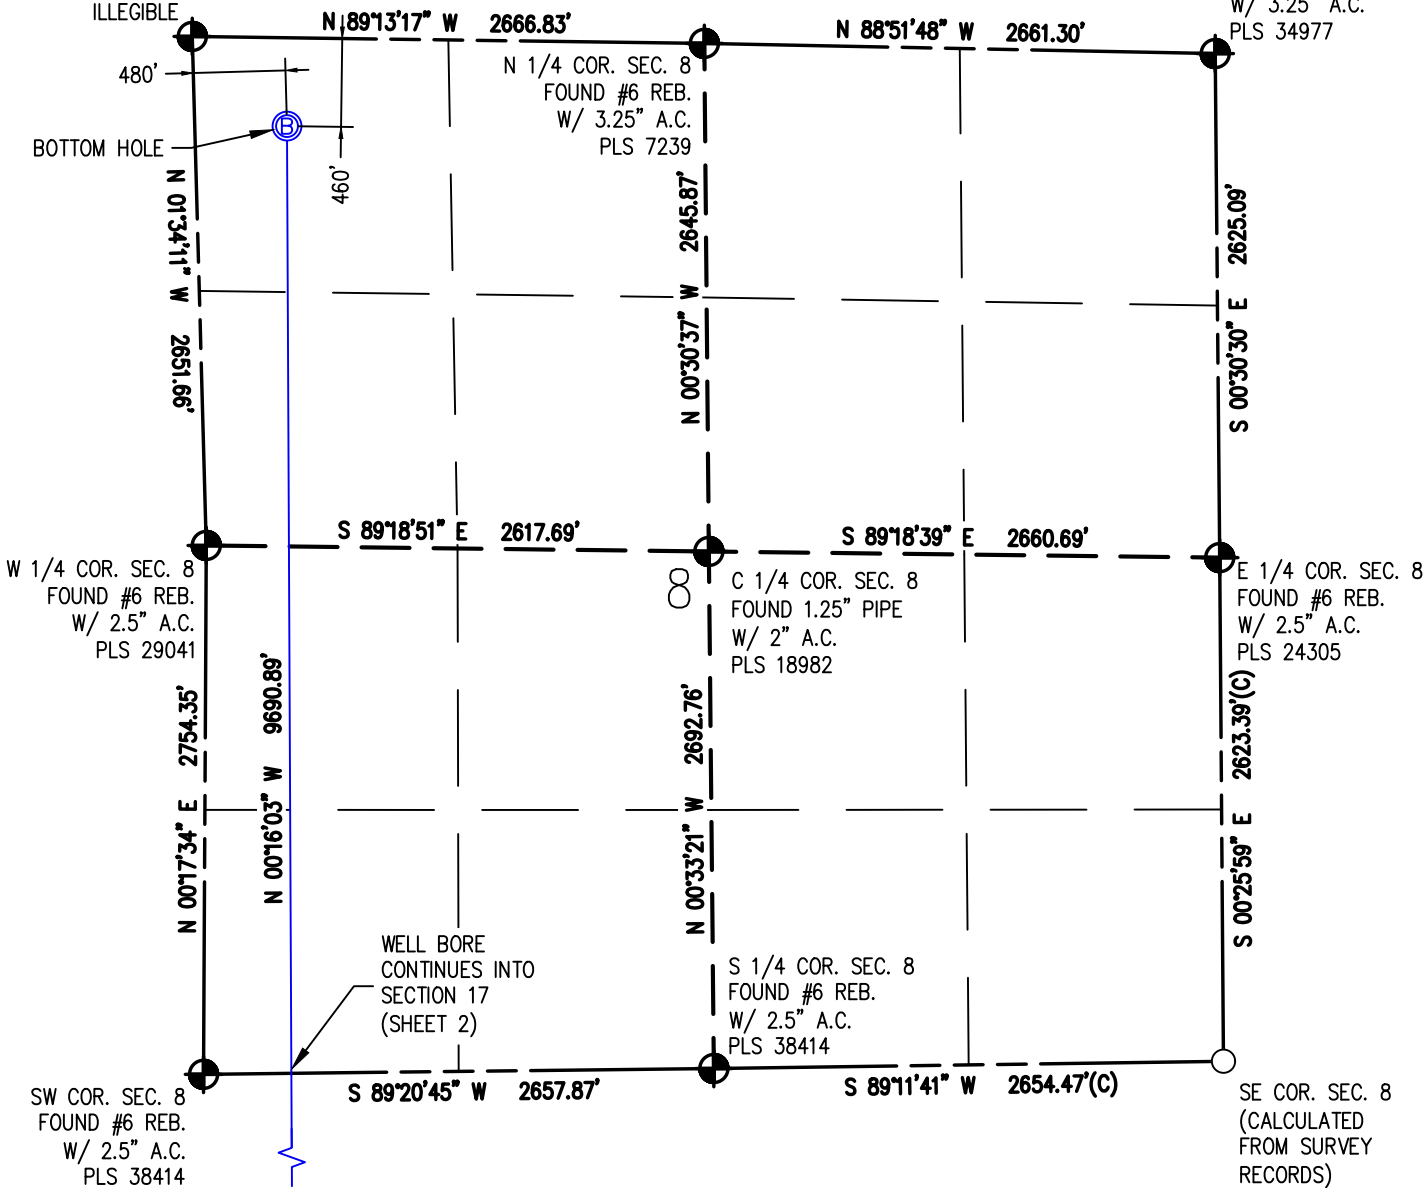 ILLEGIBLE
N 89°13'17" W 2666.83'
N 88°51'48" W 2661.30'
W/ 3.25" A.C.
PLS 34977
480'
N 1/4 COR. SEC. 8
FOUND #6 REB.
W/ 3.25" A.C.
PLS 7239
B
BOTTOM HOLE
460'
N 01°34'11" W 2651.66'
N 00°30'37" W 2645.87'
S 00°30'30" E 2625.09'
S 89°18'51" E 2617.69'
S 89°18'39" E 2660.69'
W 1/4 COR. SEC. 8
FOUND #6 REB.
W/ 2.5" A.C.
PLS 29041
8
C 1/4 COR. SEC. 8
FOUND 1.25" PIPE
W/ 2" A.C.
PLS 18982
E 1/4 COR. SEC. 8
FOUND #6 REB.
W/ 2.5" A.C.
PLS 24305
N 00°17'34" E 2754.35'
N 00°16'03" W 9690.89'
N 00°33'21" W 2692.76'
S 00°25'59" E 2623.39'(C)
WELL BORE
CONTINUES INTO
SECTION 17
(SHEET 2)
S 1/4 COR. SEC. 8
FOUND #6 REB.
W/ 2.5" A.C.
PLS 38414
S 89°20'45" W 2657.87'
S 89°11'41" W 2654.47'(C)
SW COR. SEC. 8
FOUND #6 REB.
W/ 2.5" A.C.
PLS 38414
SE COR. SEC. 8
(CALCULATED
FROM SURVEY
RECORDS)